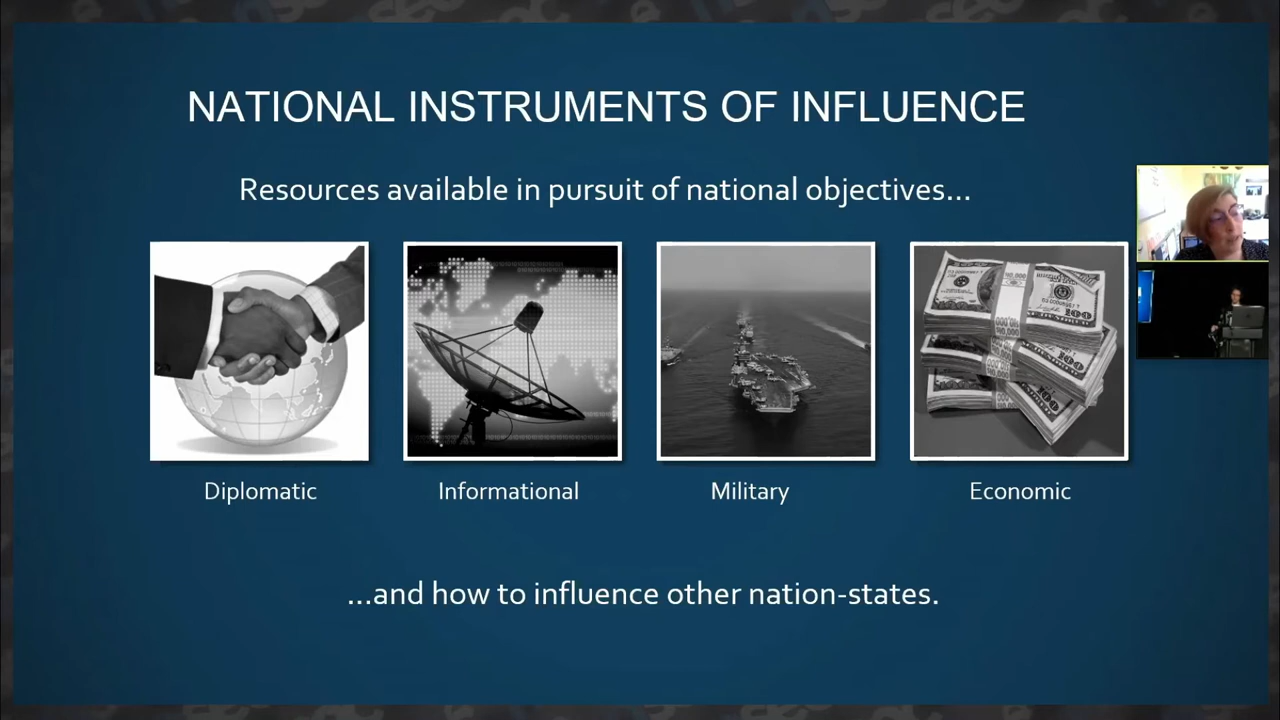 NATIONAL INSTRUMENTS OF INFLUENCE
Resources available in pursuit of national objectives...
Diplomatic
Informational
Military
Economic
...and how to influence other nation-states.